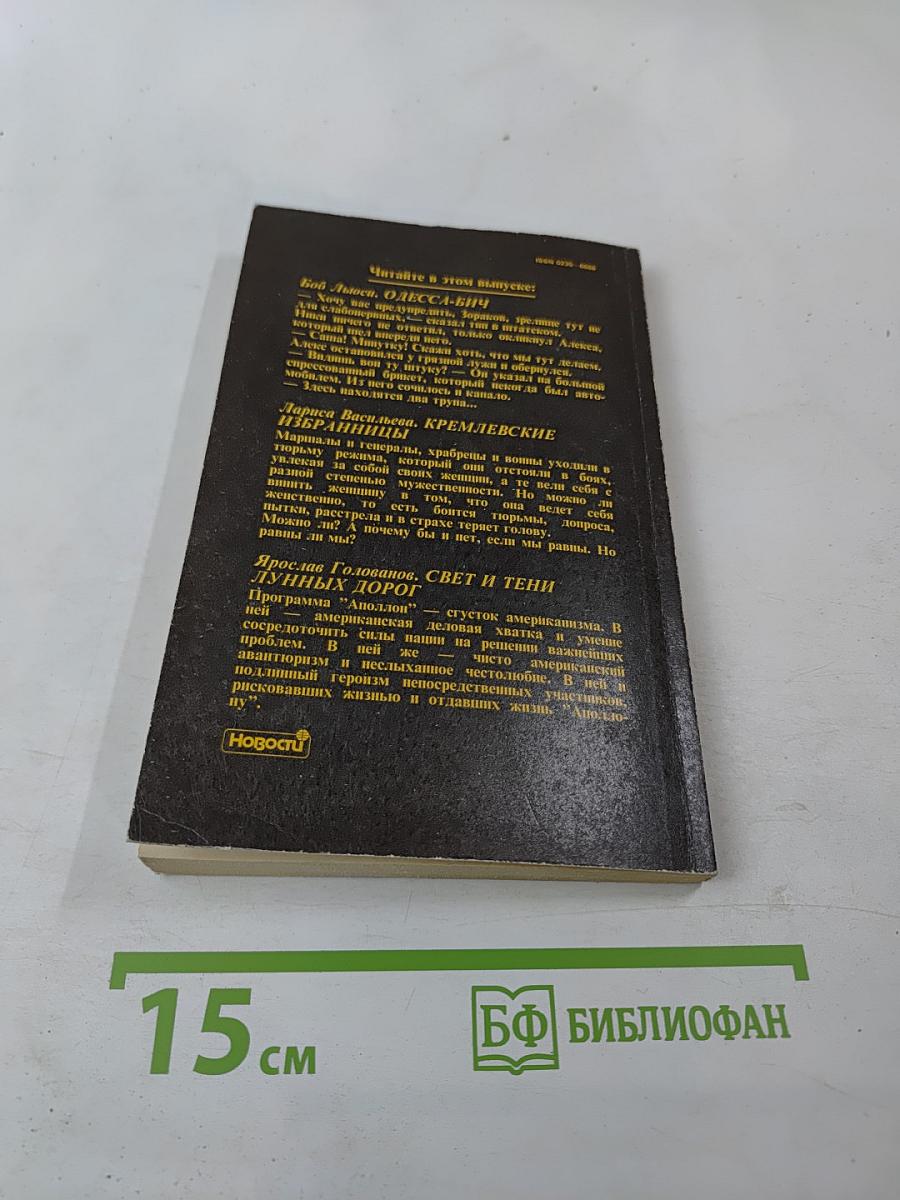 ISSN 0236-4666
Читайте в этом выпуске:
Боб Льюси. ОДЕССА-БИЧ
— Хочу вас предупредить, Зораков, зрелище тут не
для слабонервных,— сказал тип в штатском.
Ники ничего не ответил, только окликнул Алекса,
который шел впереди него.
— Саша! Минутку! Скажи хоть, что мы тут делаем.
Алекс остановился у грязной лужи и обернулся.
— Видишь вон ту штуку? — Он указал на большой
спрессованный брикет, который некогда был авто-
мобилем. Из него сочилось и капало.
— Здесь находятся два трупа...
Лариса Васильева. КРЕМЛЕВСКИЕ
ИЗБРАННИЦЫ
Маршалы и генералы, храбрецы и воины уходили в
тюрьму режима, который они отстояли в боях,
увлекая за собой своих женщин, а те вели себя с
разной степенью мужественности. Но можно ли
винить женщину в том, что она ведет себя
женственно, то есть боится тюрьмы, допроса,
пытки, расстрела и в страхе теряет голову.
Можно ли? А почему бы и нет, если мы равны. Но
равны ли мы?
Ярослав Голованов. СВЕТ И ТЕНИ
ЛУННЫХ ДОРОГ
Программа "Аполлон" — сгусток американизма. В
ней — американская деловая хватка и умение
сосредоточить силы нации на решении важнейших
проблем. В ней же — чисто американский
авантюризм и неслыханное честолюбие. В ней и
подлинный героизм непосредственных участников,
рисковавших жизнью и отдавших жизнь "Аполло-
ну".
Новости
15 см
БФ БИБЛИОФАН